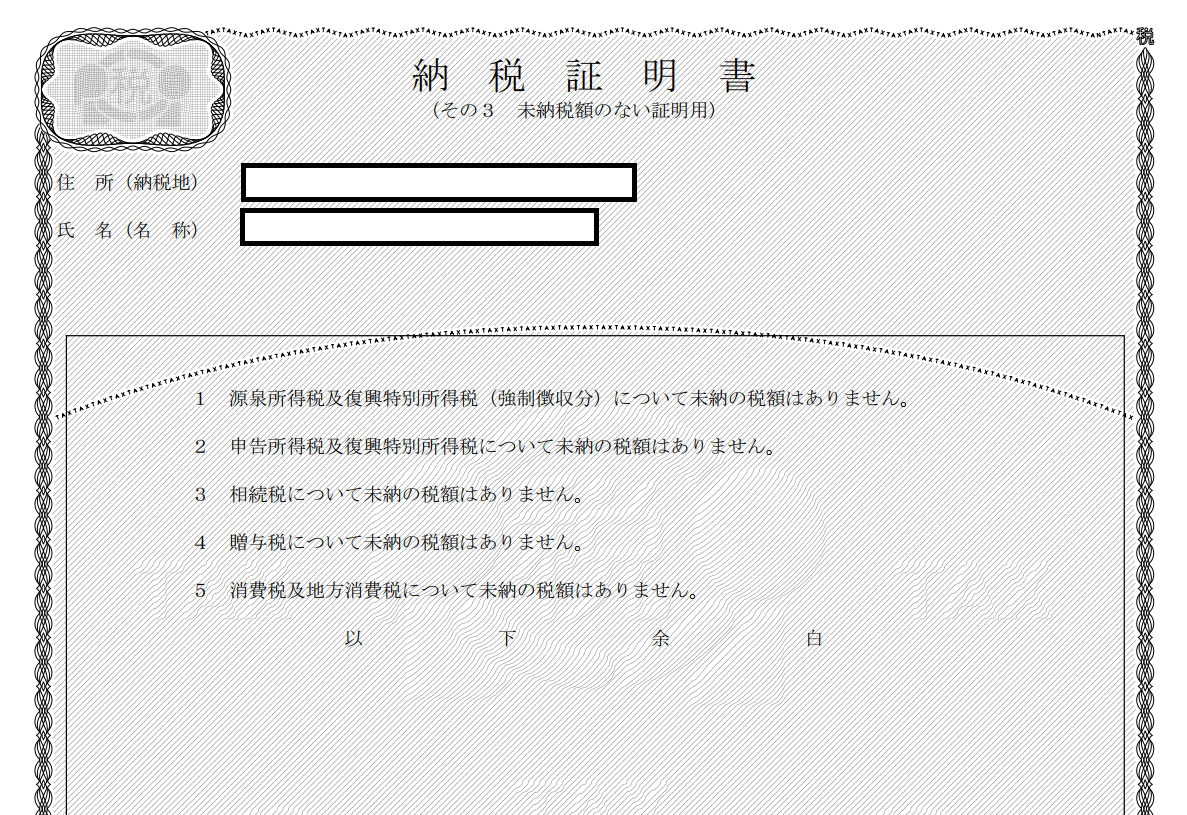 税
税
納 税 証 明 書
（その３ 未納税額のない証明用）
住 所（納税地）
氏 名（名 称）
1 源泉所得税及復興特別所得税（強制徴収分）について未納の税額はありません。
2 申告所得税及復興特別所得税について未納の税額はありません。
3 相続税について未納の税額はありません。
4 贈与税について未納の税額はありません。
5 消費税及地方消費税について未納の税額はありません。
以 下 余 白
TAX TAX
TAX